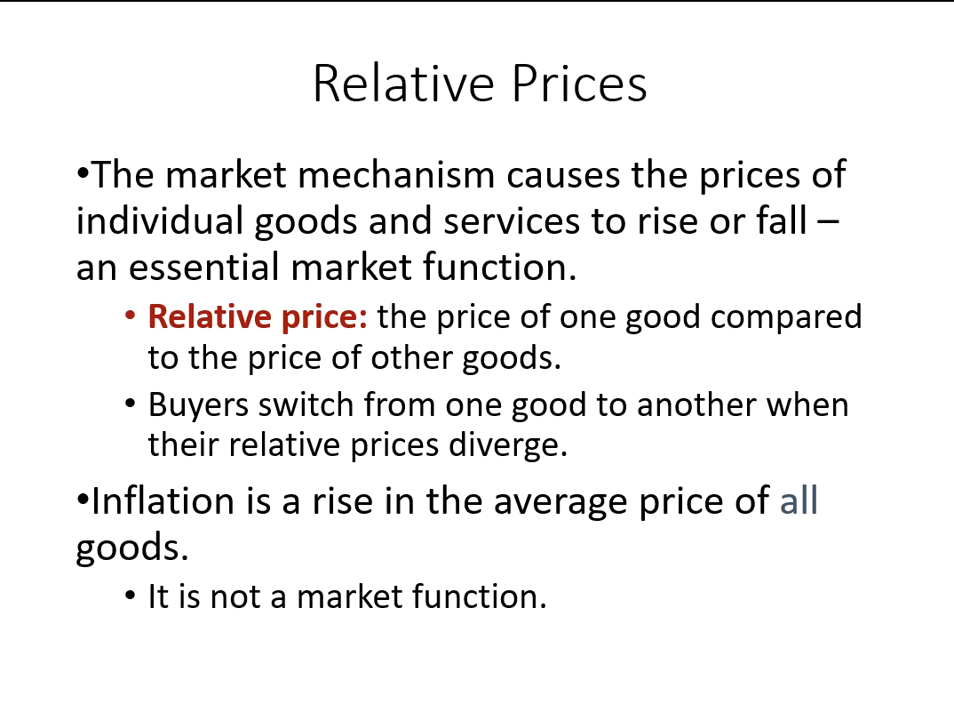 Relative Prices
•The market mechanism causes the prices of
individual goods and services to rise or fall –
an essential market function.
• Relative price: the price of one good compared
to the price of other goods.
• Buyers switch from one good to another when
their relative prices diverge.
•Inflation is a rise in the average price of all
goods.
• It is not a market function.